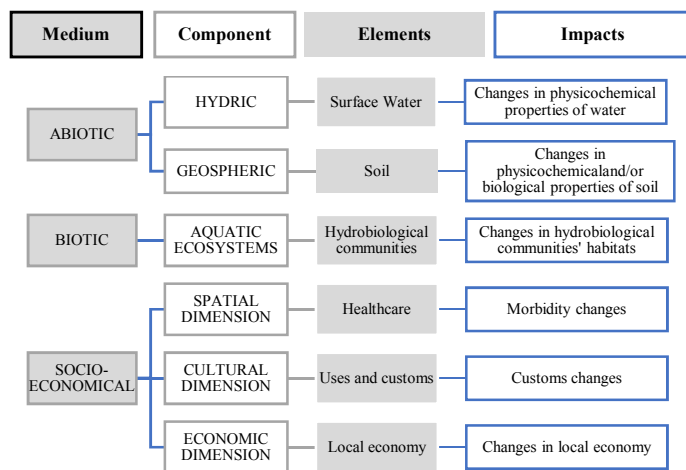 Medium Component Elements Impacts
ABIOTIC
HYDRIC
Surface Water
Changes in physicochemical
properties of water
GEOSPHERIC
Soil
Changes in
physicochemicaland/or
biological properties of soil
BIOTIC
AQUATIC
ECOSYSTEMS
Hydrobiological
communities
Changes in hydrobiological
communities' habitats
SOCIO-
ECONOMICAL
SPATIAL
DIMENSION
Healthcare
Morbidity changes
CULTURAL
DIMENSION
Uses and customs
Customs changes
ECONOMIC
DIMENSION
Local economy
Changes in local economy